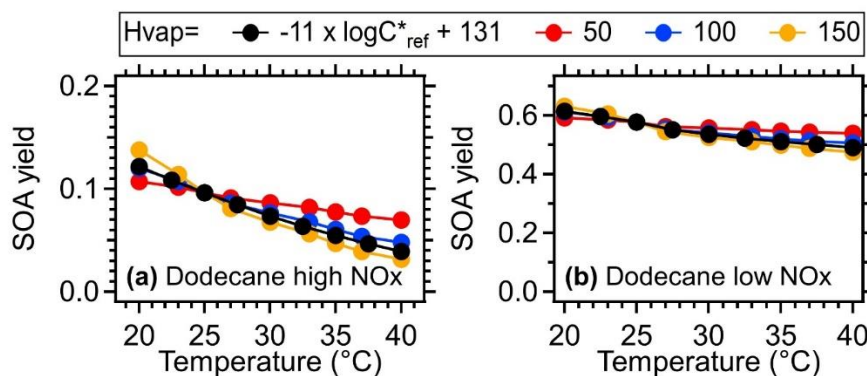 Hvap= -11 x logC*ref + 131 50 100 150
SOA yield
0.2
0.1
0.0
(a) Dodecane high NOx
20 25 30 35 40
Temperature (°C)
SOA yield
0.6
0.4
0.2
0.0
(b) Dodecane low NOx
20 25 30 35 40
Temperature (°C)